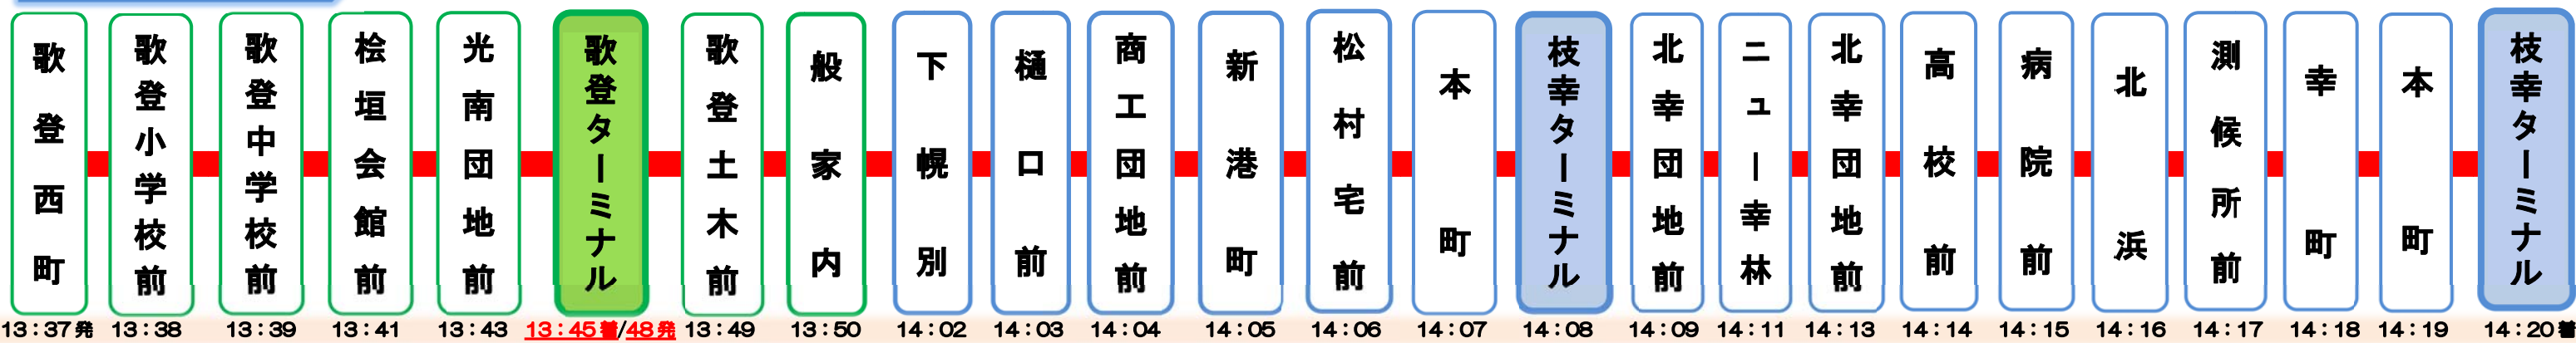 歌登西町
歌登小学校前
歌登中学校前
桧垣会館前
光南団地前
歌登ターミナル
歌登土木前
般家内
下幌別
樋口前
商工団地前
新港町
松村宅前
本町
枝幸ターミナル
北幸団地前
ニュー幸林
北幸団地前
高校前
病院前
北浜
測候所前
幸町
本町
枝幸ターミナル
13：37発 13：38 13：39 13：41 13：43 13：45着/48発 13：49 13：50 14：02 14：03 14：04 14：05 14：06 14：07 14：08 14：09 14：11 14：13 14：14 14：15 14：16 14：17 14：18 14：19 14：20着